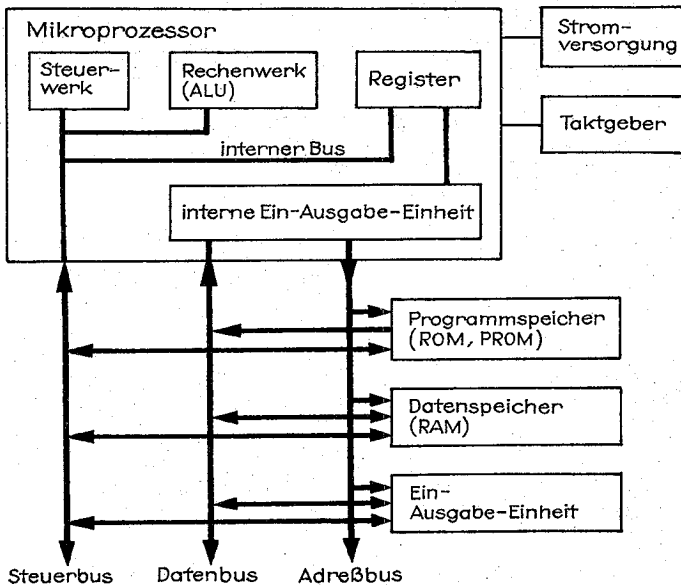 Mikroprozessor
Strom-
versorgung
Steuer-
werk
Rechenwerk
(ALU)
Register
Taktgeber
interner Bus
interne Ein-Ausgabe-Einheit
Programmspeicher
(ROM, PROM)
Datenspeicher
(RAM)
Ein-
Ausgabe-Einheit
Steuerbus
Datenbus
Adreßbus